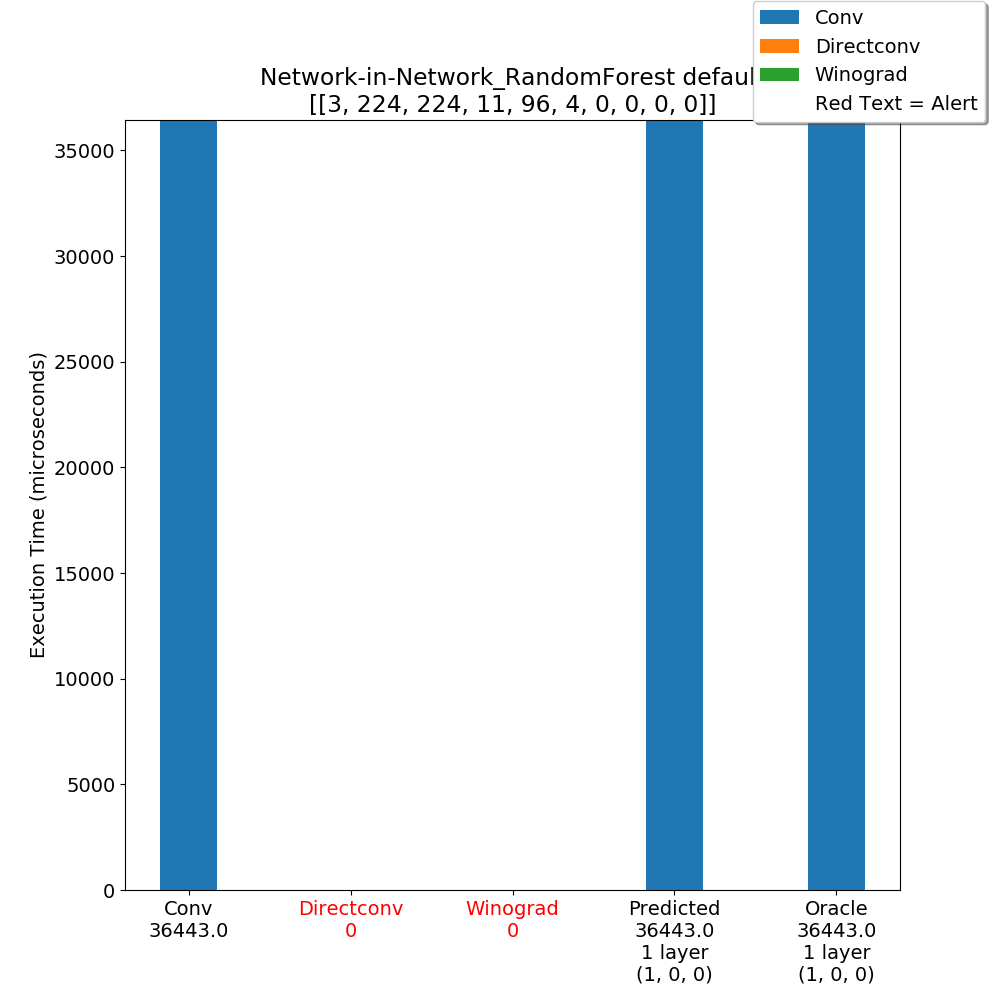 Conv
Directconv
Winograd
Red Text = Alert
Network-in-Network_RandomForest
[[3, 224, 224, 11, 96, 4, 0, 0, 0, 0]]
Execution Time (microseconds)
35000
30000
25000
20000
15000
10000
5000
0
Conv Directconv Winograd Predicted Oracle
36443.0 0 0 36443.0 36443.0
1 layer 1 layer
(1, 0, 0) (1, 0, 0)